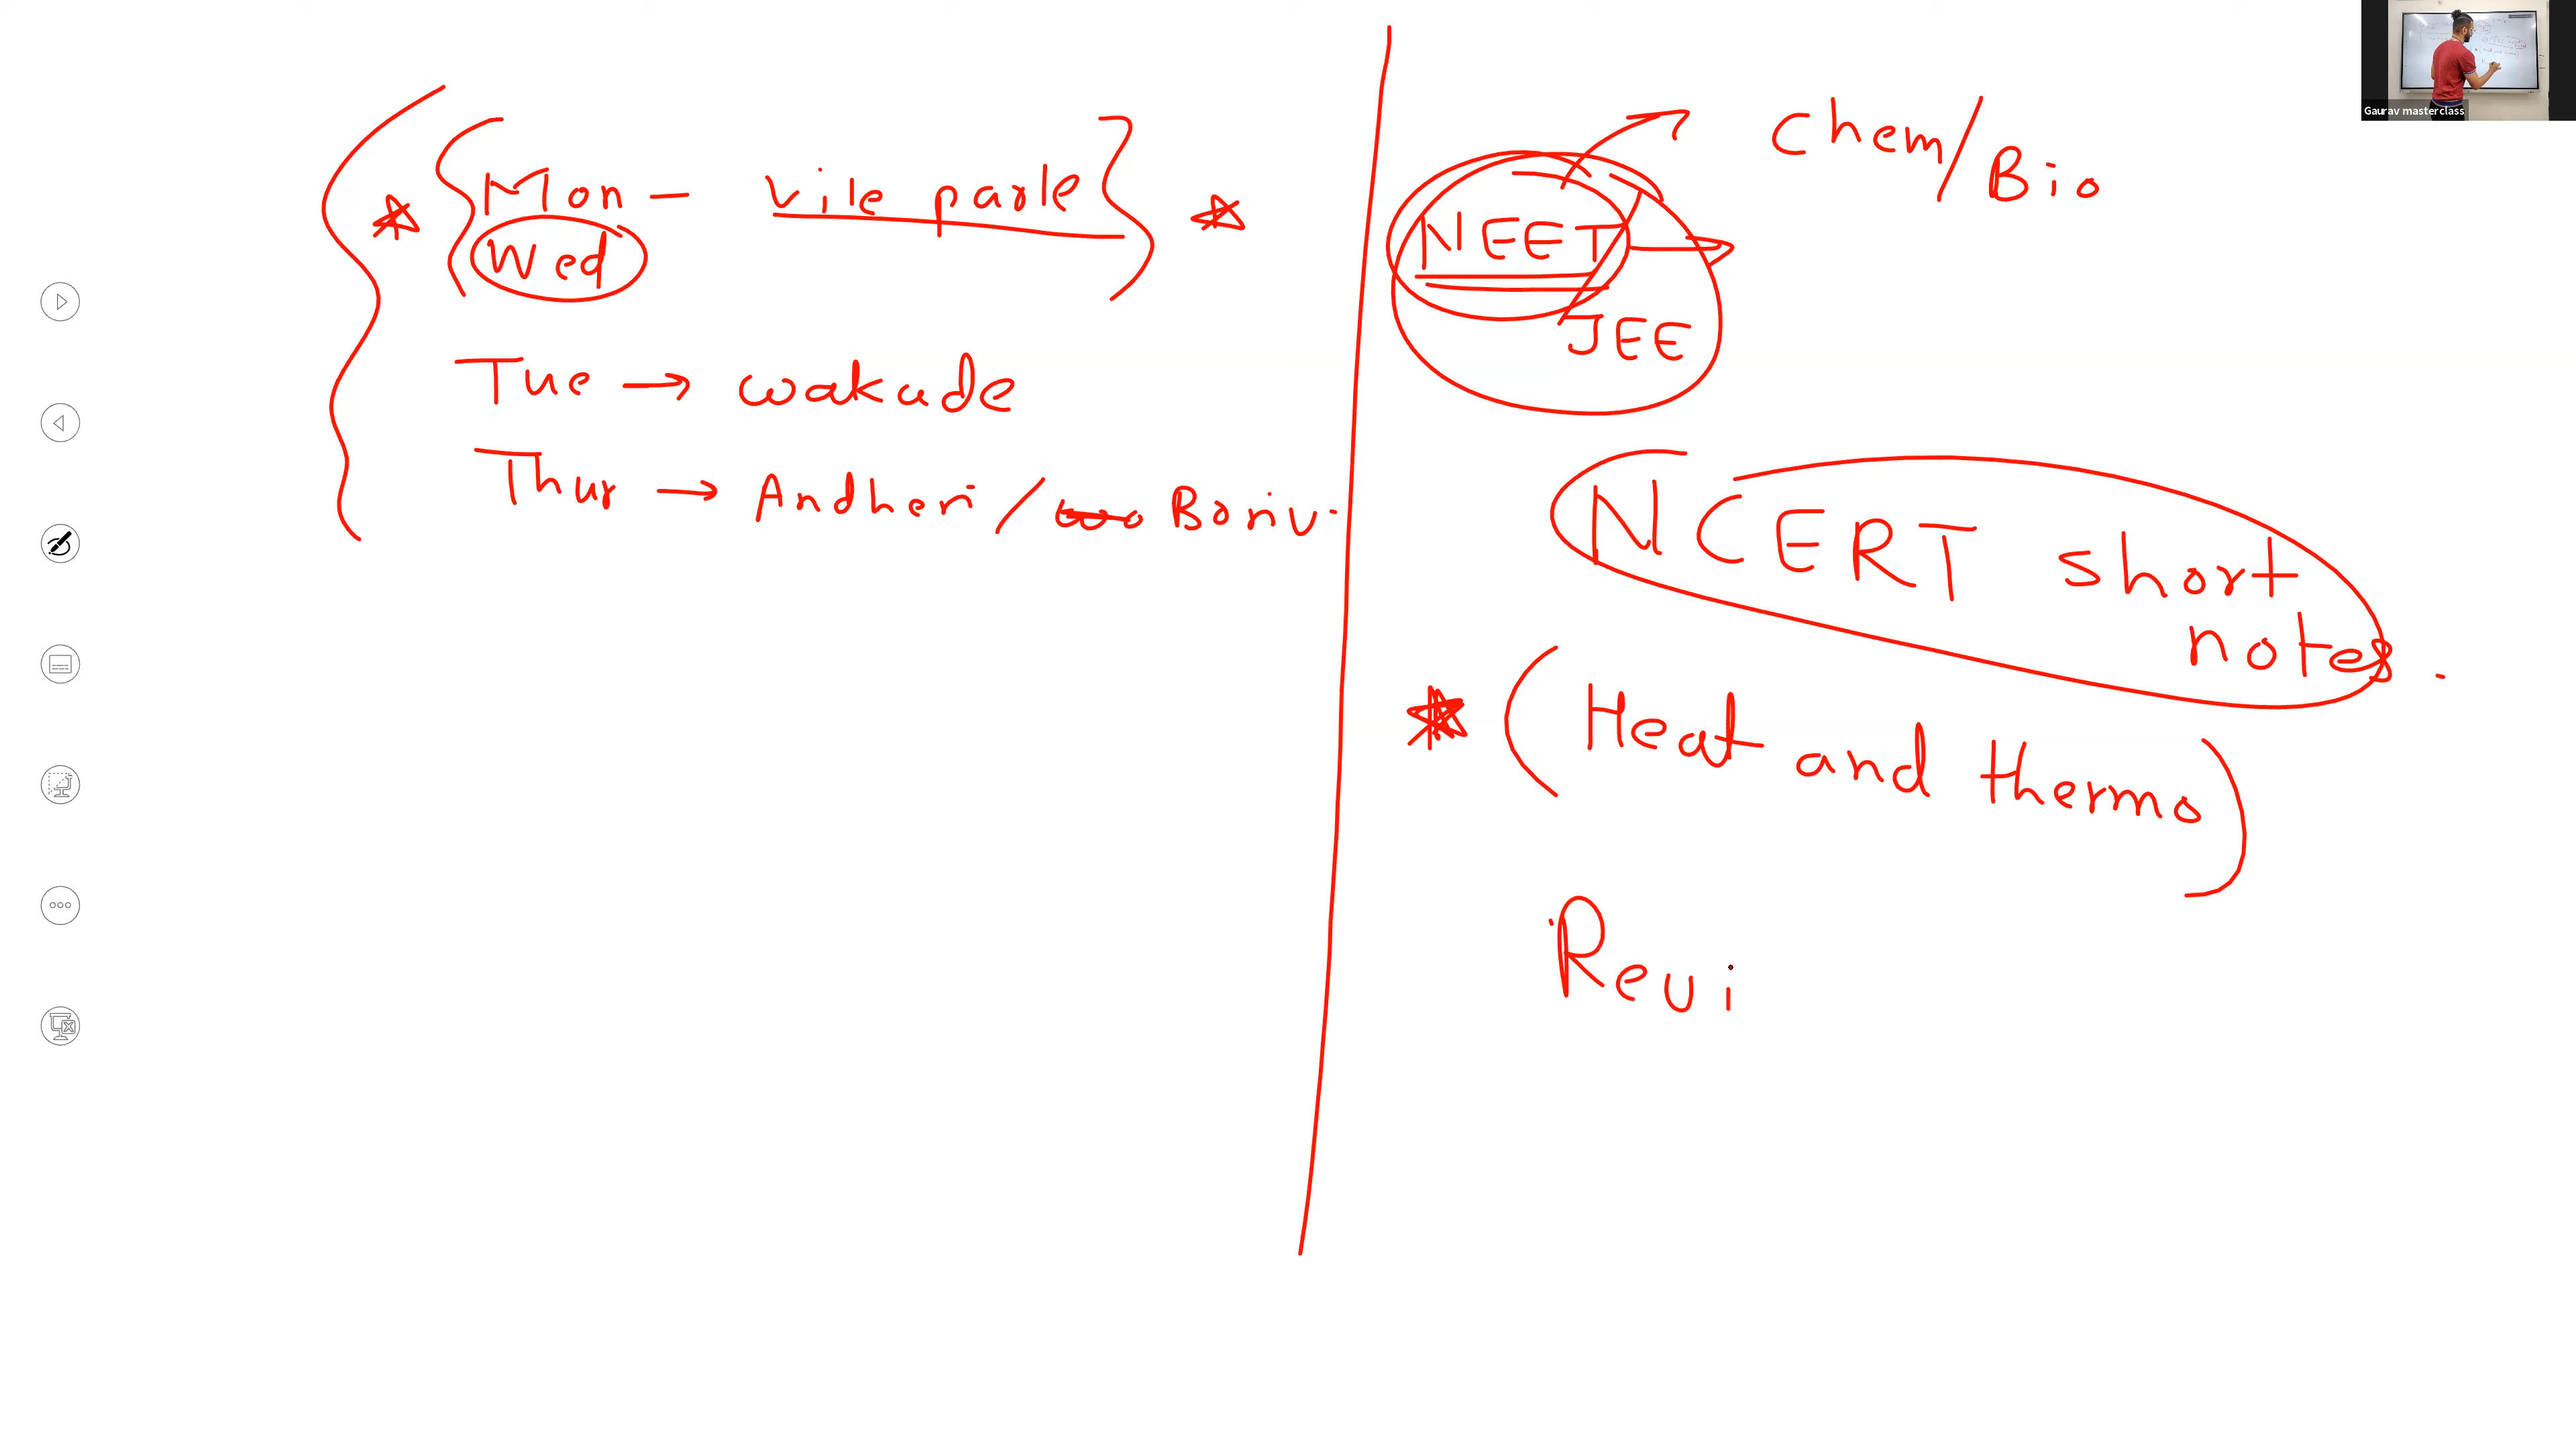 Mon - vile parle
Wed
Tue → wakade
Thur → Andheri / Boriv.
Chem/Bio
NEET/JEE
NCERT short
notes.
(Heat and thermo)
Revi
Gaurav masterclass